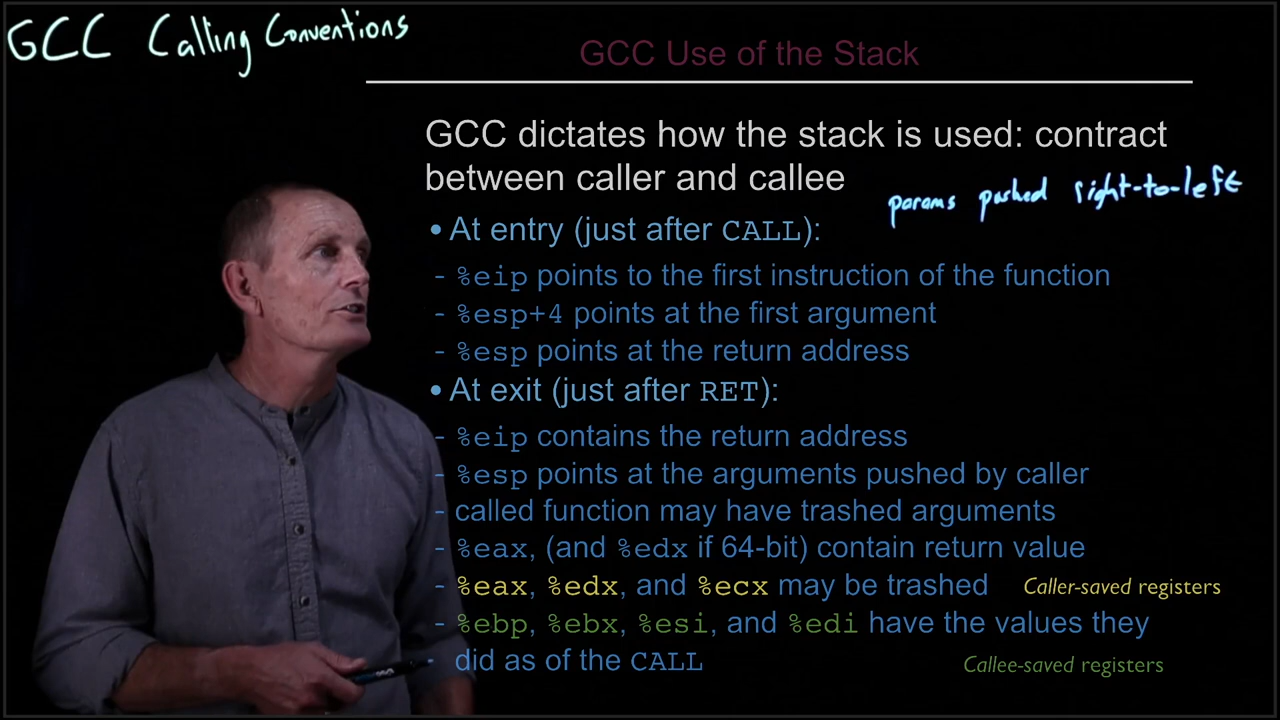 GCC Calling Conventions
GCC Use of the Stack
GCC dictates how the stack is used: contract
between caller and callee
params pushed right-to-left
• At entry (just after CALL):
- %eip points to the first instruction of the function
- %esp+4 points at the first argument
- %esp points at the return address
• At exit (just after RET):
- %eip contains the return address
- %esp points at the arguments pushed by caller
- called function may have trashed arguments
- %eax, (and %edx if 64-bit) contain return value
- %eax, %edx, and %ecx may be trashed Caller-saved registers
- %ebp, %ebx, %esi, and %edi have the values they
- did as of the CALL
Callee-saved registers